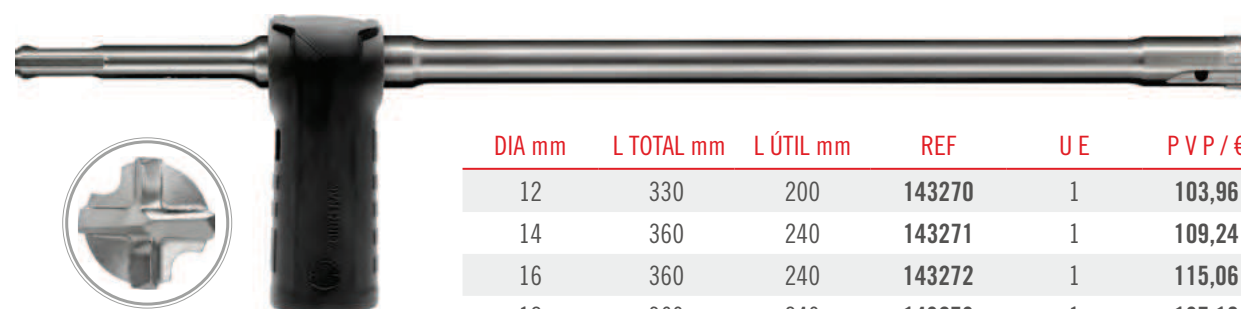 DIA mm L TOTAL mm L ÚTIL mm REF U E P V P / €
12 330 200 143270 1 103,96
14 360 240 143271 1 109,24
16 360 240 143272 1 115,06